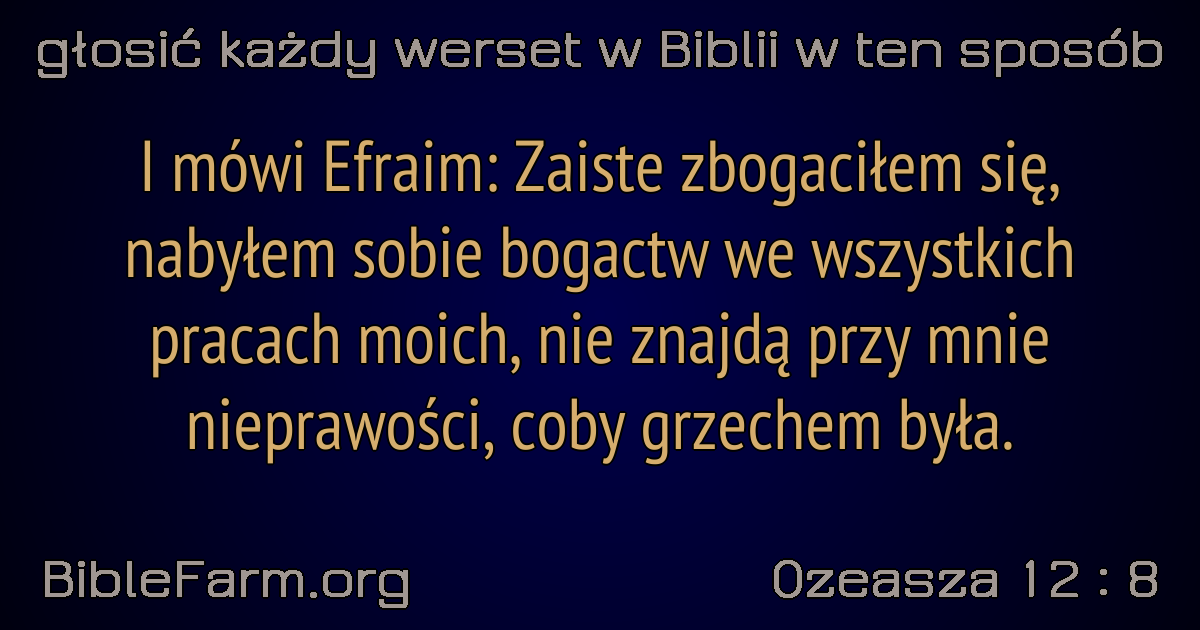 głosić każdy werset w Biblii w ten sposób
I mówi Efraim: Zaiste zbogaciłem się,
nabyłem sobie bogactw we wszystkich
pracach moich, nie znajdą przy mnie
nieprawości, coby grzechem była.
BibleFarm.org
Ozeasza 12 : 8